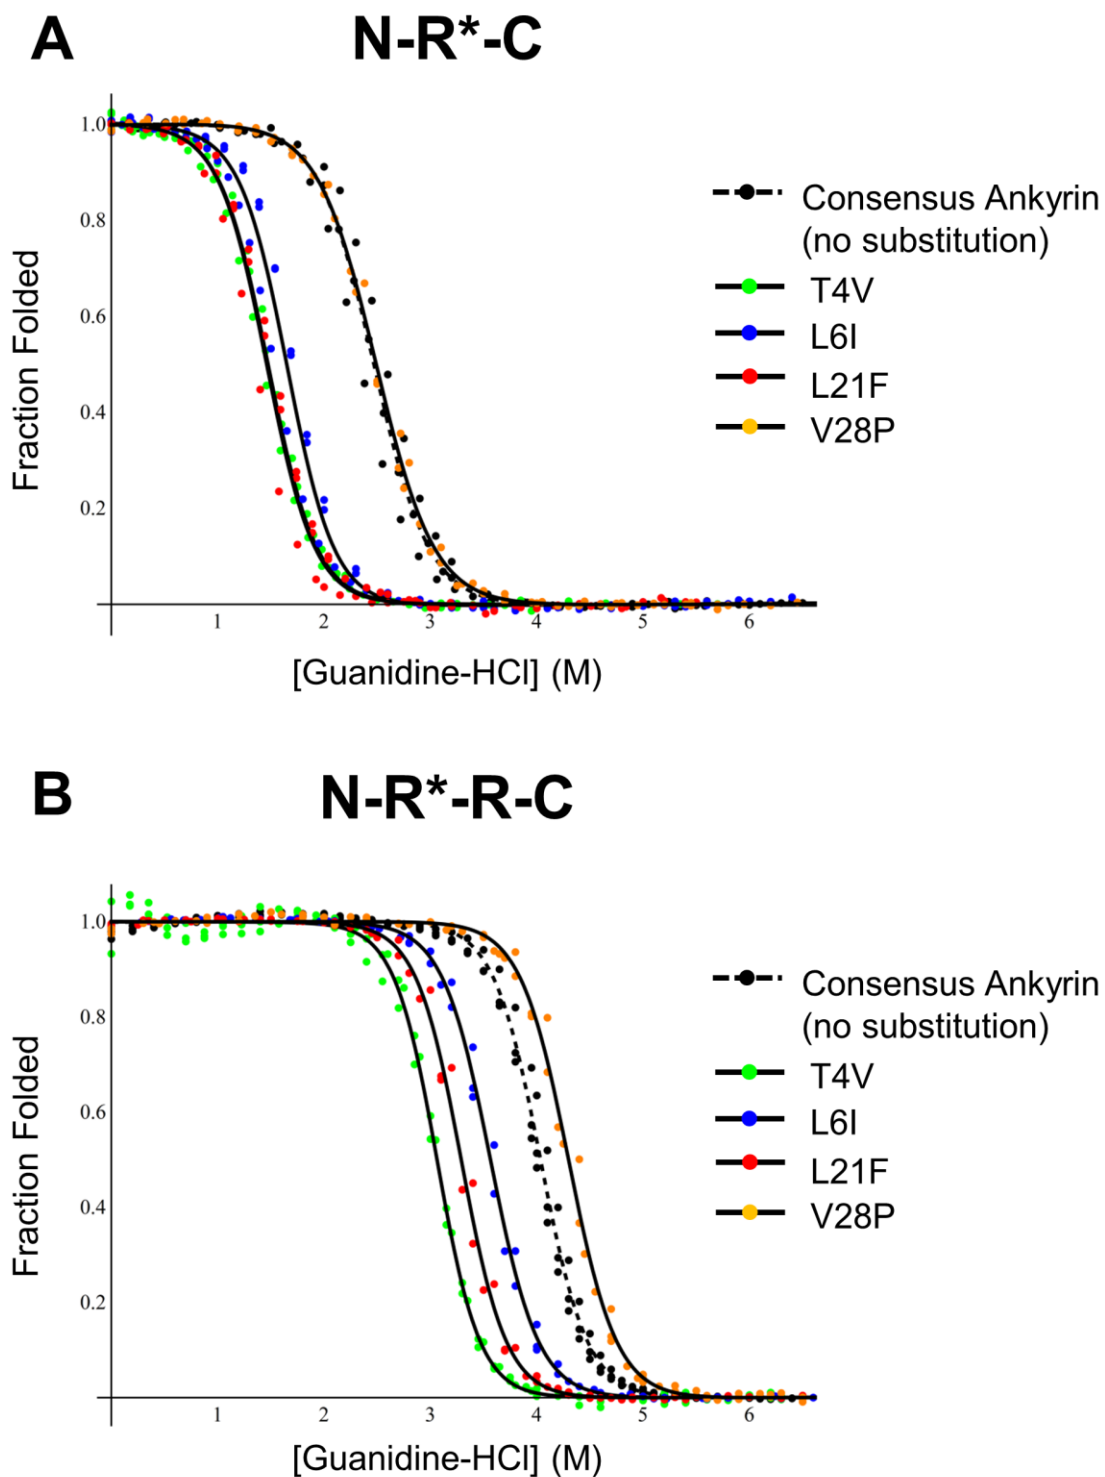 A
N-R*-C
1.0
0.8
0.6
0.4
0.2
1 2 3 4 5 6
Fraction Folded
[Guanidine-HCl] (M)
Consensus Ankyrin
(no substitution)
T4V
L6I
L21F
V28P
B
N-R*-R-C
1.0
0.8
0.6
0.4
0.2
1 2 3 4 5 6
Fraction Folded
[Guanidine-HCl] (M)
Consensus Ankyrin
(no substitution)
T4V
L6I
L21F
V28P